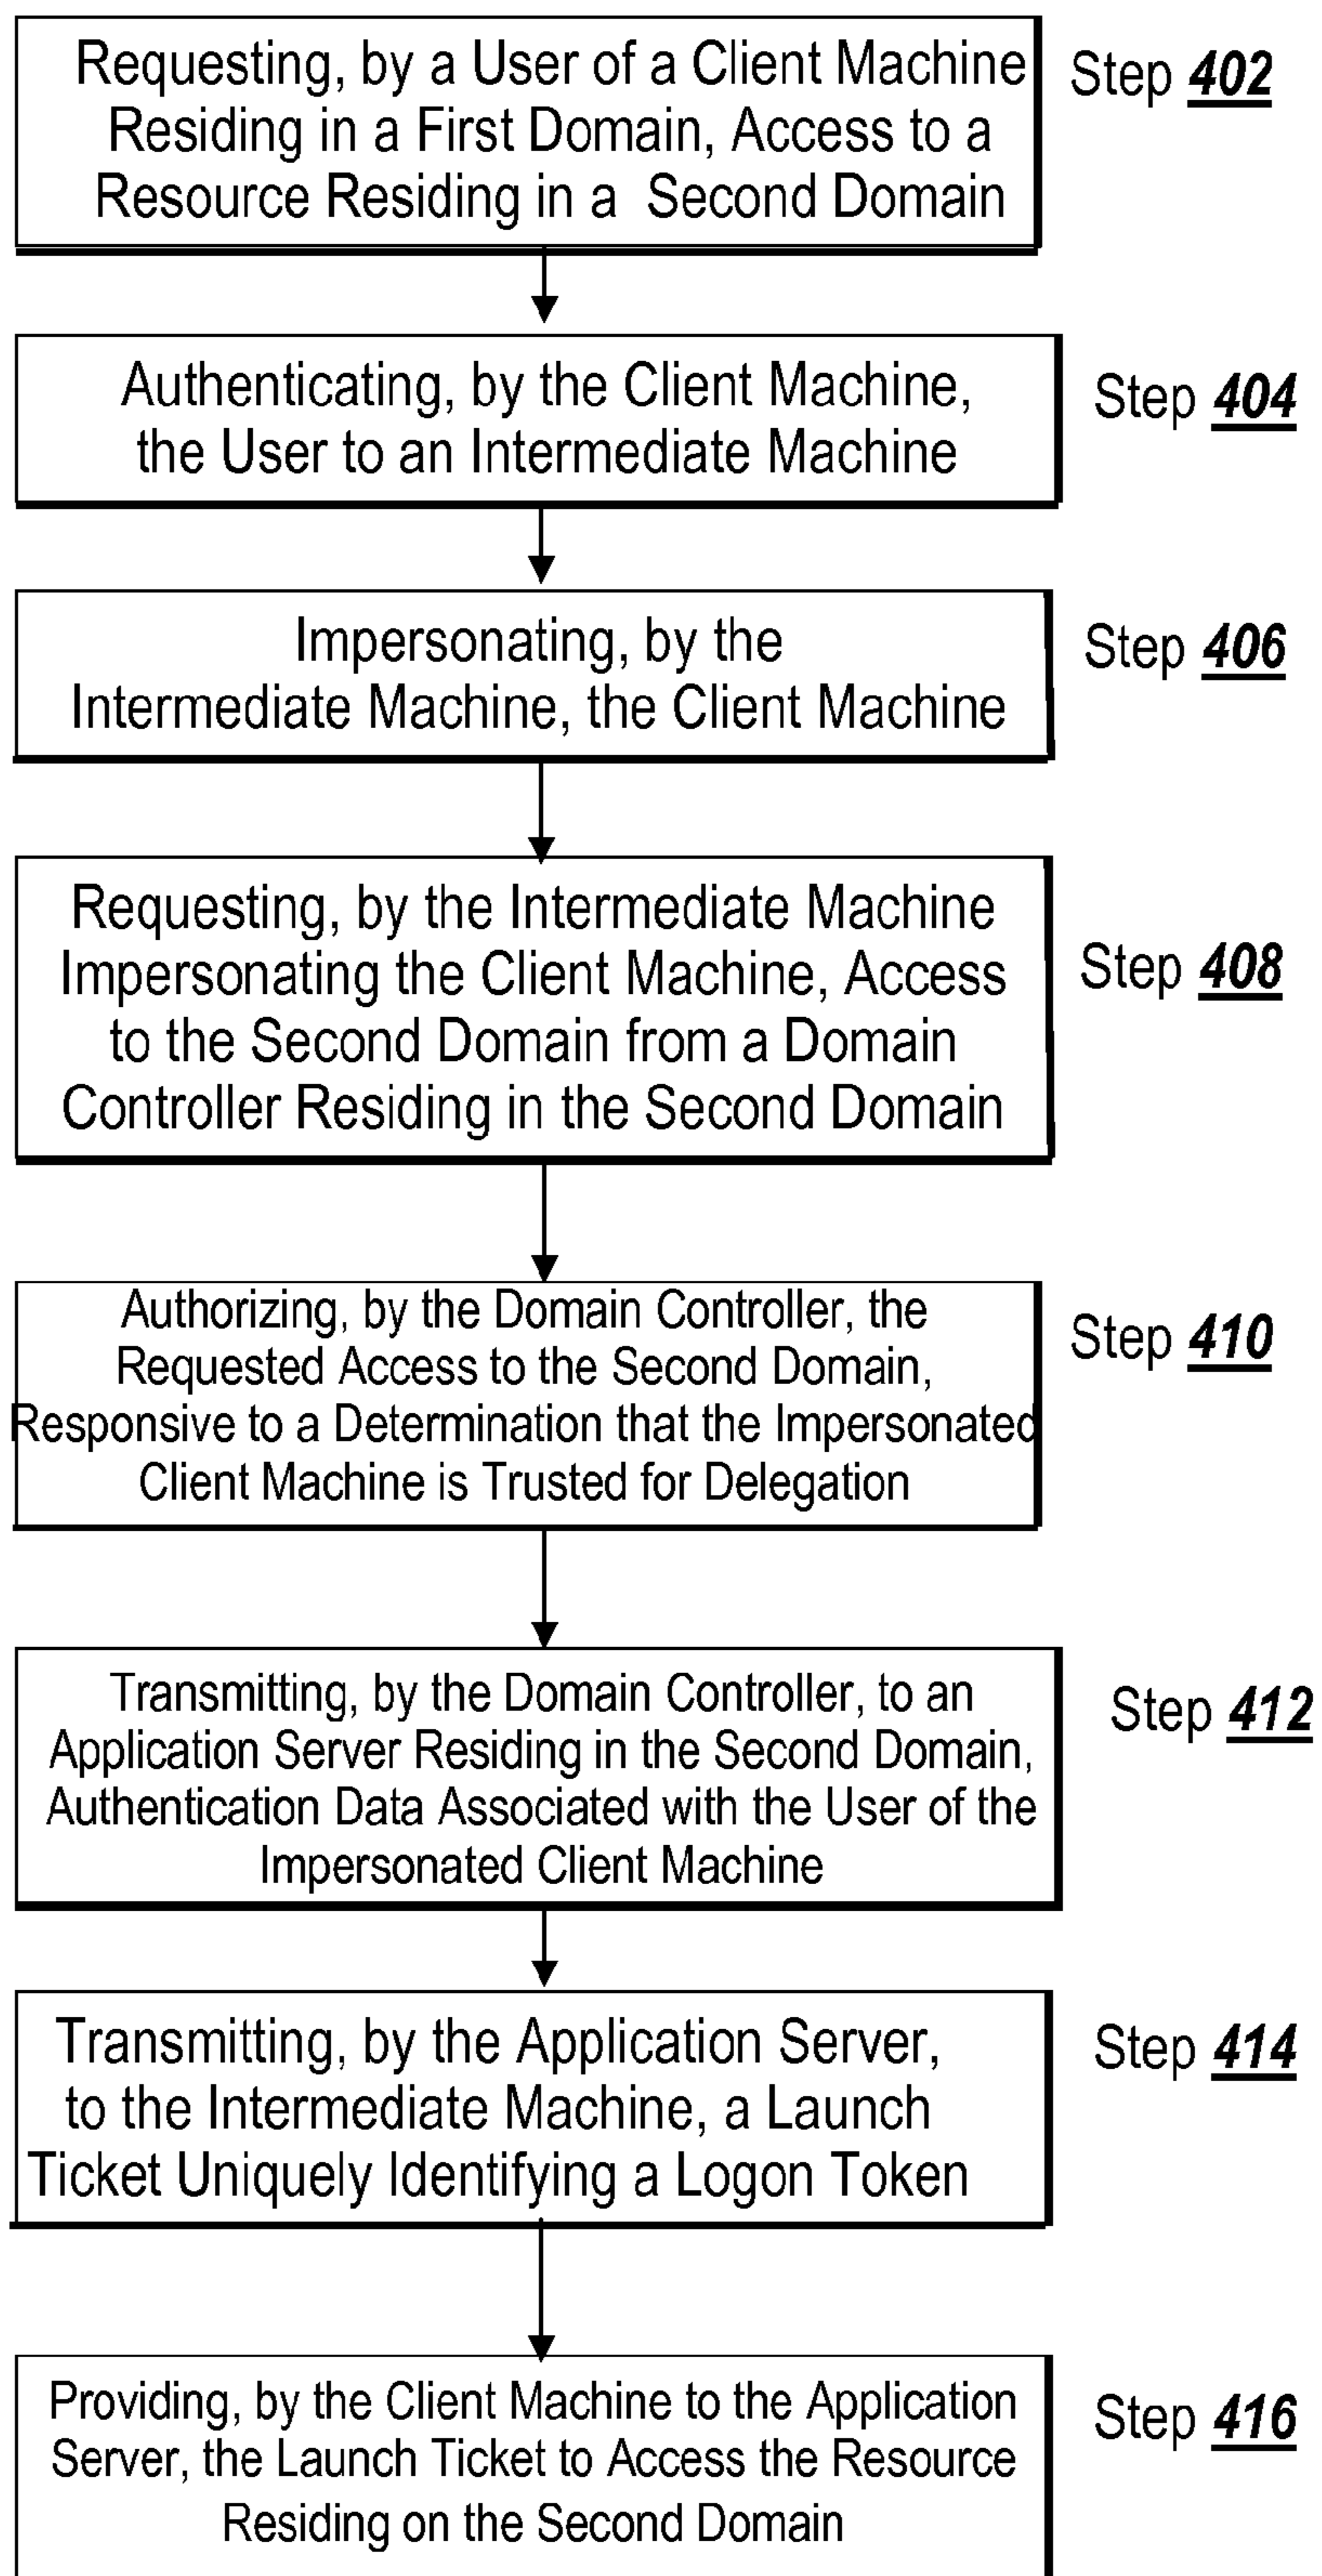 Requesting, by a User of a Client Machine
Residing in a First Domain, Access to a
Resource Residing in a Second Domain
Step 402
Authenticating, by the Client Machine,
the User to an Intermediate Machine
Step 404
Impersonating, by the
Intermediate Machine, the Client Machine
Step 406
Requesting, by the Intermediate Machine
Impersonating the Client Machine, Access
to the Second Domain from a Domain
Controller Residing in the Second Domain
Step 408
Authorizing, by the Domain Controller, the
Requested Access to the Second Domain,
Responsive to a Determination that the Impersonated
Client Machine is Trusted for Delegation
Step 410
Transmitting, by the Domain Controller, to an
Application Server Residing in the Second Domain,
Authentication Data Associated with the User of the
Impersonated Client Machine
Step 412
Transmitting, by the Application Server,
to the Intermediate Machine, a Launch
Ticket Uniquely Identifying a Logon Token
Step 414
Providing, by the Client Machine to the Application
Server, the Launch Ticket to Access the Resource
Residing on the Second Domain
Step 416